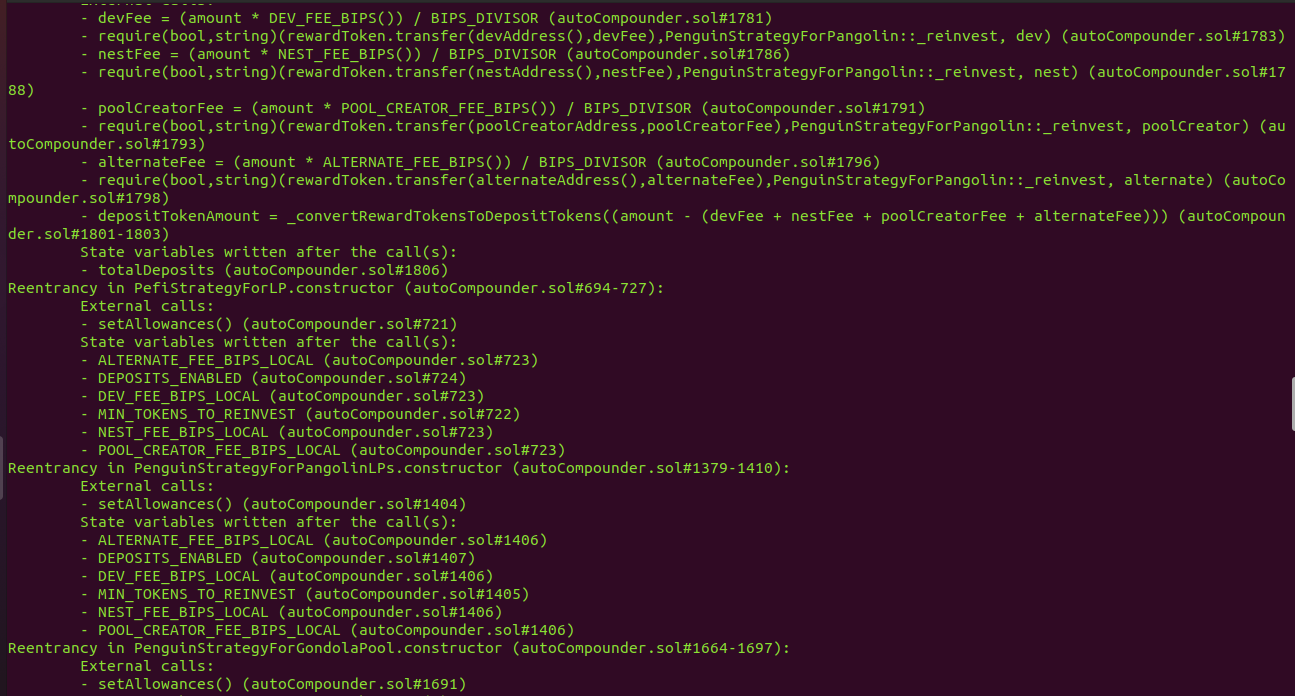 External calls:
- devFee = (amount * DEV_FEE_BIPS()) / BIPS_DIVISOR (autoCompounder.sol#1781)
- require(bool,string)(rewardToken.transfer(devAddress(),devFee),PenguinStrategyForPangolin::_reinvest, dev) (autoCompounder.sol#1783)
- nestFee = (amount * NEST_FEE_BIPS()) / BIPS_DIVISOR (autoCompounder.sol#1786)
- require(bool,string)(rewardToken.transfer(nestAddress(),nestFee),PenguinStrategyForPangolin::_reinvest, nest) (autoCompounder.sol#17
88)
- poolCreatorFee = (amount * POOL_CREATOR_FEE_BIPS()) / BIPS_DIVISOR (autoCompounder.sol#1791)
- require(bool,string)(rewardToken.transfer(poolCreatorAddress,poolCreatorFee),PenguinStrategyForPangolin::_reinvest, poolCreator) (au
toCompounder.sol#1793)
- alternateFee = (amount * ALTERNATE_FEE_BIPS()) / BIPS_DIVISOR (autoCompounder.sol#1796)
- require(bool,string)(rewardToken.transfer(alternateAddress(),alternateFee),PenguinStrategyForPangolin::_reinvest, alternate) (autoCo
mpounder.sol#1798)
- depositTokenAmount = _convertRewardTokensToDepositTokens((amount - (devFee + nestFee + poolCreatorFee + alternateFee))) (autoCompoun
der.sol#1801-1803)
State variables written after the call(s):
- totalDeposits (autoCompounder.sol#1806)
Reentrancy in PefiStrategyForLP.constructor (autoCompounder.sol#694-727):
External calls:
- setAllowances() (autoCompounder.sol#721)
State variables written after the call(s):
- ALTERNATE_FEE_BIPS_LOCAL (autoCompounder.sol#723)
- DEPOSITS_ENABLED (autoCompounder.sol#724)
- DEV_FEE_BIPS_LOCAL (autoCompounder.sol#723)
- MIN_TOKENS_TO_REINVEST (autoCompounder.sol#722)
- NEST_FEE_BIPS_LOCAL (autoCompounder.sol#723)
- POOL_CREATOR_FEE_BIPS_LOCAL (autoCompounder.sol#723)
Reentrancy in PenguinStrategyForPangolinLPs.constructor (autoCompounder.sol#1379-1410):
External calls:
- setAllowances() (autoCompounder.sol#1404)
State variables written after the call(s):
- ALTERNATE_FEE_BIPS_LOCAL (autoCompounder.sol#1406)
- DEPOSITS_ENABLED (autoCompounder.sol#1407)
- DEV_FEE_BIPS_LOCAL (autoCompounder.sol#1406)
- MIN_TOKENS_TO_REINVEST (autoCompounder.sol#1405)
- NEST_FEE_BIPS_LOCAL (autoCompounder.sol#1406)
- POOL_CREATOR_FEE_BIPS_LOCAL (autoCompounder.sol#1406)
Reentrancy in PenguinStrategyForGondolaPool.constructor (autoCompounder.sol#1664-1697):
External calls:
- setAllowances() (autoCompounder.sol#1691)